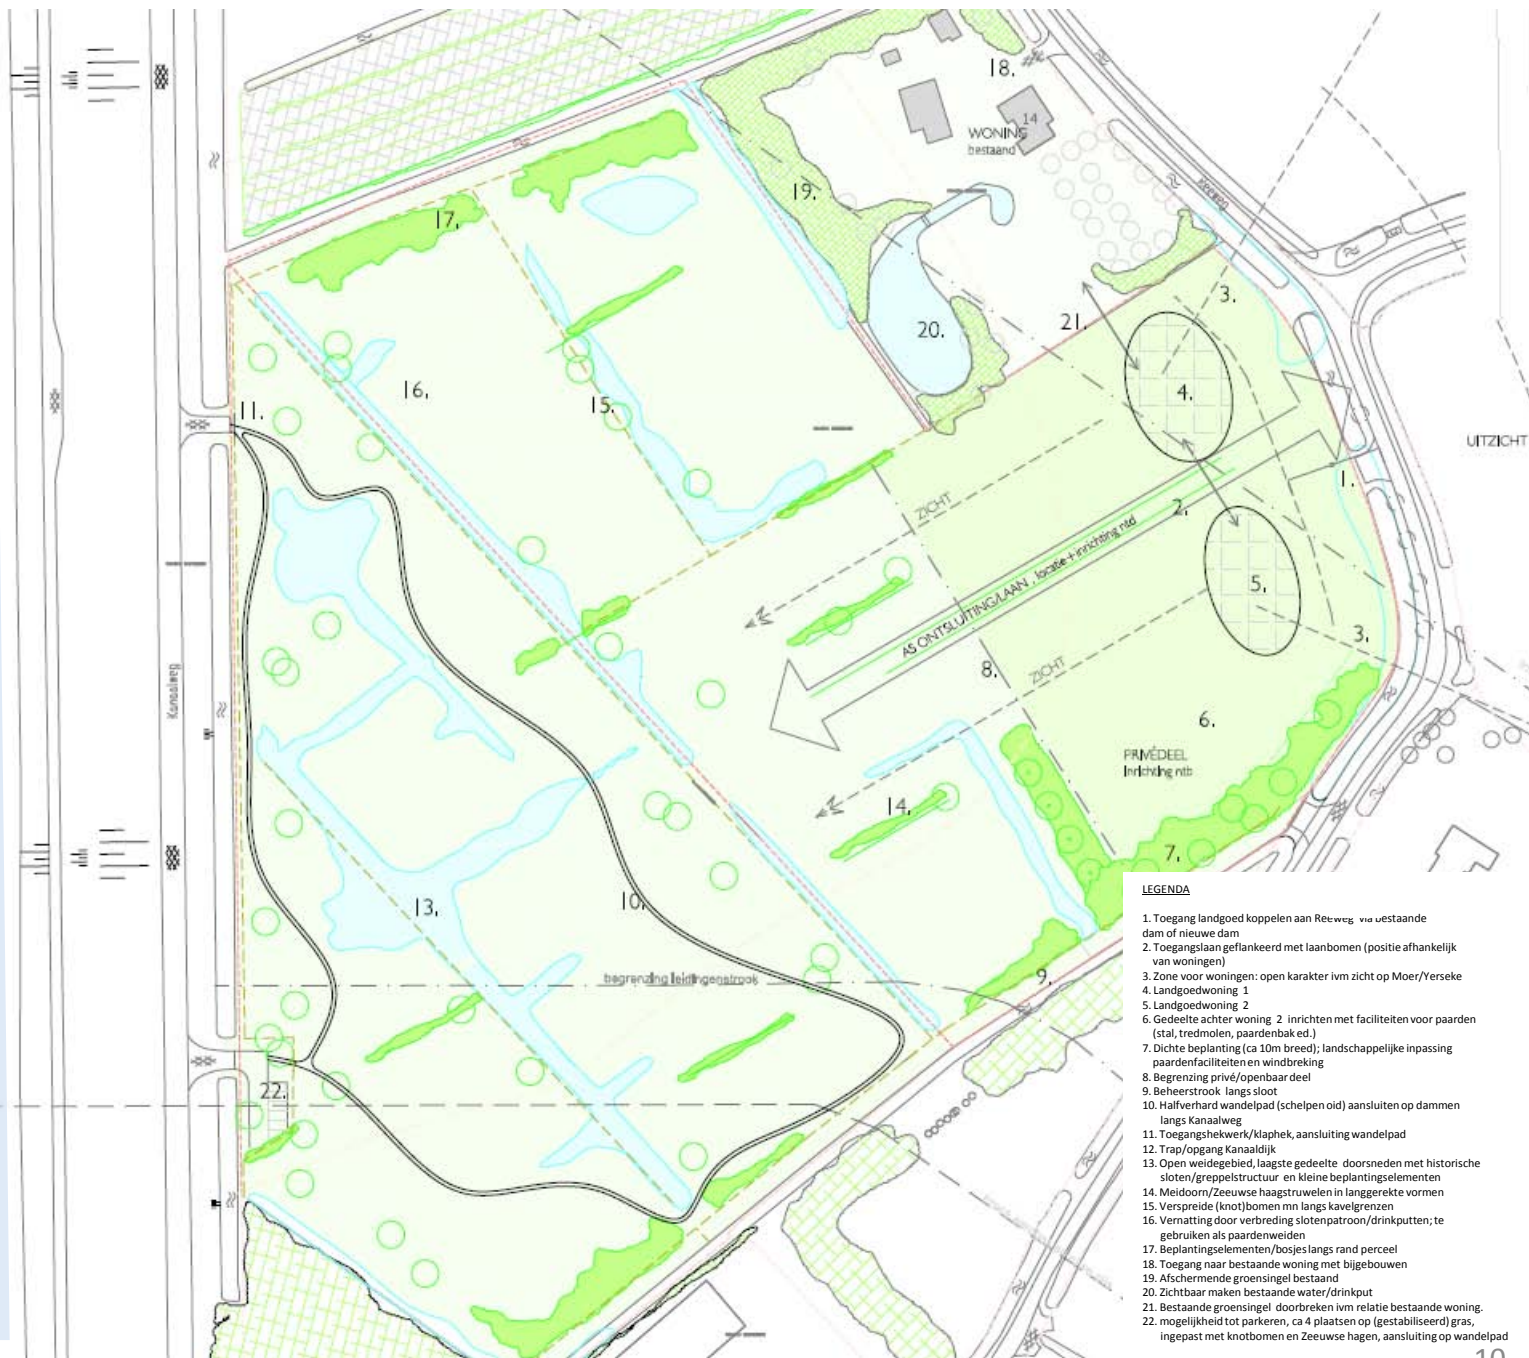 18.
WONING
14
bestaand
19.
17.
Reeweg
3.
20.
21.
16.
15.
4.
11.
UITZICHT
1.
ZICHT
2.
5.
AS ONTSLUITING/LAAN , locatie + inrichting ntd
3.
8.
ZICHT
Kanaalweg
6.
PRIVÉDEEL
Inrichting ntb
14.
7.
13.
10.
begrenzing leidingenstrook
9.
22.
LEGENDA
1. Toegang landgoed koppelen aan Reeweg via bestaande
dam of nieuwe dam
2. Toegangslaan geflankeerd met laanbomen (positie afhankelijk
van woningen)
3. Zone voor woningen: open karakter ivm zicht op Moer/Yerseke
4. Landgoedwoning 1
5. Landgoedwoning 2
6. Gedeelte achter woning 2 inrichten met faciliteiten voor paarden
(stal, tredmolen, paardenbak ed.)
7. Dichte beplanting (ca 10m breed); landschappelijke inpassing
paardenfaciliteiten en windbreking
8. Begrenzing privé/openbaar deel
9. Beheerstrook langs sloot
10. Halfverhard wandelpad (schelpen oid) aansluiten op dammen
langs Kanaalweg
11. Toegangshekwerk/klaphek, aansluiting wandelpad
12. Trap/opgang Kanaaldijk
13. Open weidegebied, laagste gedeelte doorsneden met historische
sloten/greppelstructuur en kleine beplantingselementen
14. Meidoorn/Zeeuwse haagstruwelen in langgerekte vormen
15. Verspreide (knot)bomen mn langs kavelgrenzen
16. Vernatting door verbreding slotenpatroon/drinkputten; te
gebruiken als paardenweiden
17. Beplantingselementen/bosjes langs rand perceel
18. Toegang naar bestaande woning met bijgebouwen
19. Afschermende groensingel bestaand
20. Zichtbaar maken bestaande water/drinkput
21. Bestaande groensingel doorbreken ivm relatie bestaande woning.
22. mogelijkheid tot parkeren, ca 4 plaatsen op (gestabiliseerd) gras,
ingepast met knotbomen en Zeeuwse hagen, aansluiting op wandelpad
10